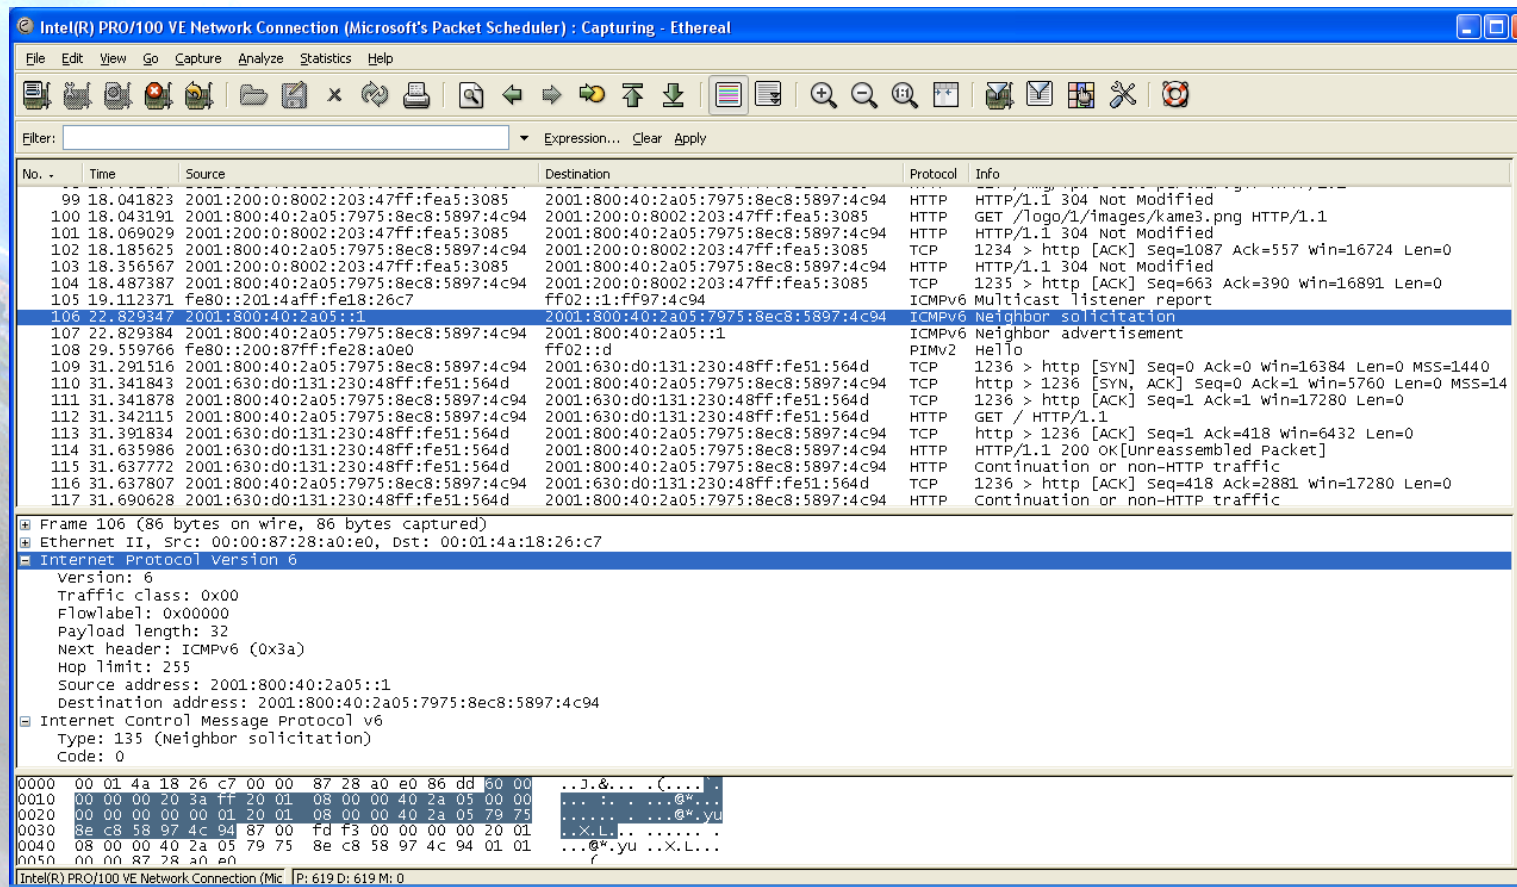 Intel(R) PRO/100 VE Network Connection (Microsoft's Packet Scheduler) : Capturing - Ethereal
File Edit View Go Capture Analyze Statistics Help
Filter: Expression... Clear Apply
No. Time Source Destination Protocol Info
99 18.041823 2001:200:0:8002:203:47ff:fea5:3085 2001:800:40:2a05:7975:8ec8:5897:4c94 HTTP HTTP/1.1 304 Not Modified
100 18.043191 2001:800:40:2a05:7975:8ec8:5897:4c94 2001:200:0:8002:203:47ff:fea5:3085 HTTP GET /logo/1/images/kame3.png HTTP/1.1
101 18.069029 2001:200:0:8002:203:47ff:fea5:3085 2001:800:40:2a05:7975:8ec8:5897:4c94 HTTP HTTP/1.1 304 Not Modified
102 18.185625 2001:800:40:2a05:7975:8ec8:5897:4c94 2001:200:0:8002:203:47ff:fea5:3085 TCP 1234 > http [ACK] Seq=1087 Ack=557 Win=16724 Len=0
103 18.356567 2001:200:0:8002:203:47ff:fea5:3085 2001:800:40:2a05:7975:8ec8:5897:4c94 HTTP HTTP/1.1 304 Not Modified
104 18.487387 2001:800:40:2a05:7975:8ec8:5897:4c94 2001:200:0:8002:203:47ff:fea5:3085 TCP 1235 > http [ACK] Seq=663 Ack=390 Win=16891 Len=0
105 19.112371 fe80::201:4aff:fe18:26c7 ff02::1:ff97:4c94 ICMPv6 Multicast listener report
106 22.829347 2001:800:40:2a05::1 2001:800:40:2a05:7975:8ec8:5897:4c94 ICMPv6 Neighbor solicitation
107 22.829384 2001:800:40:2a05:7975:8ec8:5897:4c94 2001:800:40:2a05::1 ICMPv6 Neighbor advertisement
108 29.559766 fe80::200:87ff:fe28:a0e0 ff02::d PIMv2 Hello
109 31.291516 2001:800:40:2a05:7975:8ec8:5897:4c94 2001:630:d0:131:230:48ff:fe51:564d TCP 1236 > http [SYN] Seq=0 Ack=0 Win=16384 Len=0 MSS=1440
110 31.341843 2001:630:d0:131:230:48ff:fe51:564d 2001:800:40:2a05:7975:8ec8:5897:4c94 TCP http > 1236 [SYN, ACK] Seq=0 Ack=1 Win=5760 Len=0 MSS=14
111 31.341878 2001:800:40:2a05:7975:8ec8:5897:4c94 2001:630:d0:131:230:48ff:fe51:564d TCP 1236 > http [ACK] Seq=1 Ack=1 Win=17280 Len=0
112 31.342115 2001:800:40:2a05:7975:8ec8:5897:4c94 2001:630:d0:131:230:48ff:fe51:564d HTTP GET / HTTP/1.1
113 31.391834 2001:630:d0:131:230:48ff:fe51:564d 2001:800:40:2a05:7975:8ec8:5897:4c94 TCP http > 1236 [ACK] Seq=1 Ack=418 Win=6432 Len=0
114 31.635986 2001:630:d0:131:230:48ff:fe51:564d 2001:800:40:2a05:7975:8ec8:5897:4c94 HTTP HTTP/1.1 200 OK[Unreassembled Packet]
115 31.637772 2001:630:d0:131:230:48ff:fe51:564d 2001:800:40:2a05:7975:8ec8:5897:4c94 HTTP Continuation or non-HTTP traffic
116 31.637807 2001:800:40:2a05:7975:8ec8:5897:4c94 2001:630:d0:131:230:48ff:fe51:564d TCP 1236 > http [ACK] Seq=418 Ack=2881 Win=17280 Len=0
117 31.690628 2001:630:d0:131:230:48ff:fe51:564d 2001:800:40:2a05:7975:8ec8:5897:4c94 HTTP Continuation or non-HTTP traffic
Frame 106 (86 bytes on wire, 86 bytes captured)
Ethernet II, Src: 00:00:87:28:a0:e0, Dst: 00:01:4a:18:26:c7
Internet Protocol Version 6
Version: 6
Traffic class: 0x00
Flowlabel: 0x00000
Payload length: 32
Next header: ICMPv6 (0x3a)
Hop limit: 255
Source address: 2001:800:40:2a05::1
Destination address: 2001:800:40:2a05:7975:8ec8:5897:4c94
Internet Control Message Protocol v6
Type: 135 (Neighbor solicitation)
Code: 0
0000 00 01 4a 18 26 c7 00 00 87 28 a0 e0 86 dd 60 00 ..J.&... .(....`.
0010 00 00 00 20 3a ff 20 01 08 00 00 40 2a 05 00 00 ... :. . ...@*...
0020 00 00 00 00 00 01 20 01 08 00 00 40 2a 05 79 75 ...... . ...@*.yu
0030 8e c8 58 97 4c 94 87 00 fd f3 00 00 00 00 20 01 ..X.L... ...... .
0040 08 00 00 40 2a 05 79 75 8e c8 58 97 4c 94 01 01 ...@*.yu ..X.L...
0050 00 00 87 28 a0 e0 ...(
Intel(R) PRO/100 VE Network Connection (Mic P: 619 D: 619 M: 0